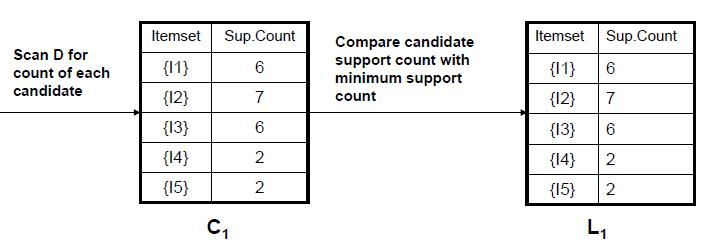 Scan D for
count of each
candidate
Itemset Sup.Count
{I1} 6
{I2} 7
{I3} 6
{I4} 2
{I5} 2
C1
Compare candidate
support count with
minimum support
count
Itemset Sup.Count
{I1} 6
{I2} 7
{I3} 6
{I4} 2
{I5} 2
L1